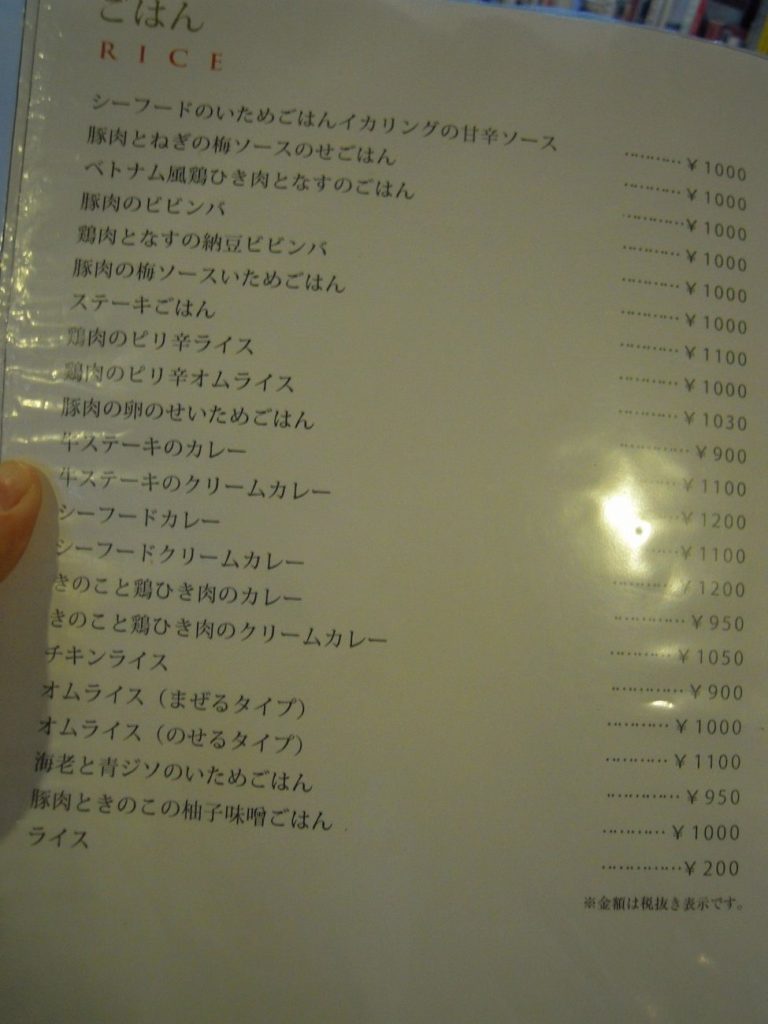 ごはん
RICE
シーフードのいためごはんイカリングの甘辛ソース ………… ¥1000
豚肉とねぎの梅ソースのせごはん ………… ¥1000
ベトナム風鶏ひき肉となすのごはん ………… ¥1000
豚肉のビビンバ ………… ¥1000
鶏肉となすの納豆ビビンバ ………… ¥1000
豚肉の梅ソースいためごはん ………… ¥1000
ステーキごはん ………… ¥1100
鶏肉のピリ辛ライス ………… ¥1000
鶏肉のピリ辛オムライス ………… ¥1030
豚肉の卵のせいためごはん ………… ¥900
牛ステーキのカレー ………… ¥1100
牛ステーキのクリームカレー ………… ¥1200
シーフードカレー ………… ¥1100
シーフードクリームカレー ………… ¥1200
きのこと鶏ひき肉のカレー ………… ¥950
きのこと鶏ひき肉のクリームカレー ………… ¥1050
チキンライス ………… ¥900
オムライス（まぜるタイプ） ………… ¥1000
オムライス（のせるタイプ） ………… ¥1100
海老と青ジソのいためごはん ………… ¥950
豚肉ときのこの柚子味噌ごはん ………… ¥1000
ライス ………… ¥200
※金額は税抜き表示です。